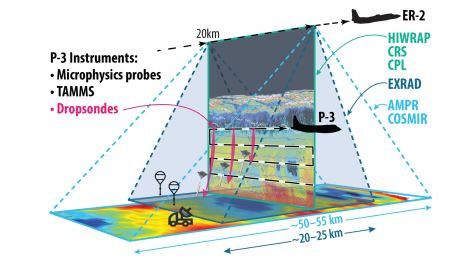 20km
ER-2
HIWRAP
CRS
CPL
EXRAD
AMPR
COSMIR
P-3 Instruments:
• Microphysics probes
• TAMMS
• Dropsondes
P-3
~50–55 km
~20–25 km